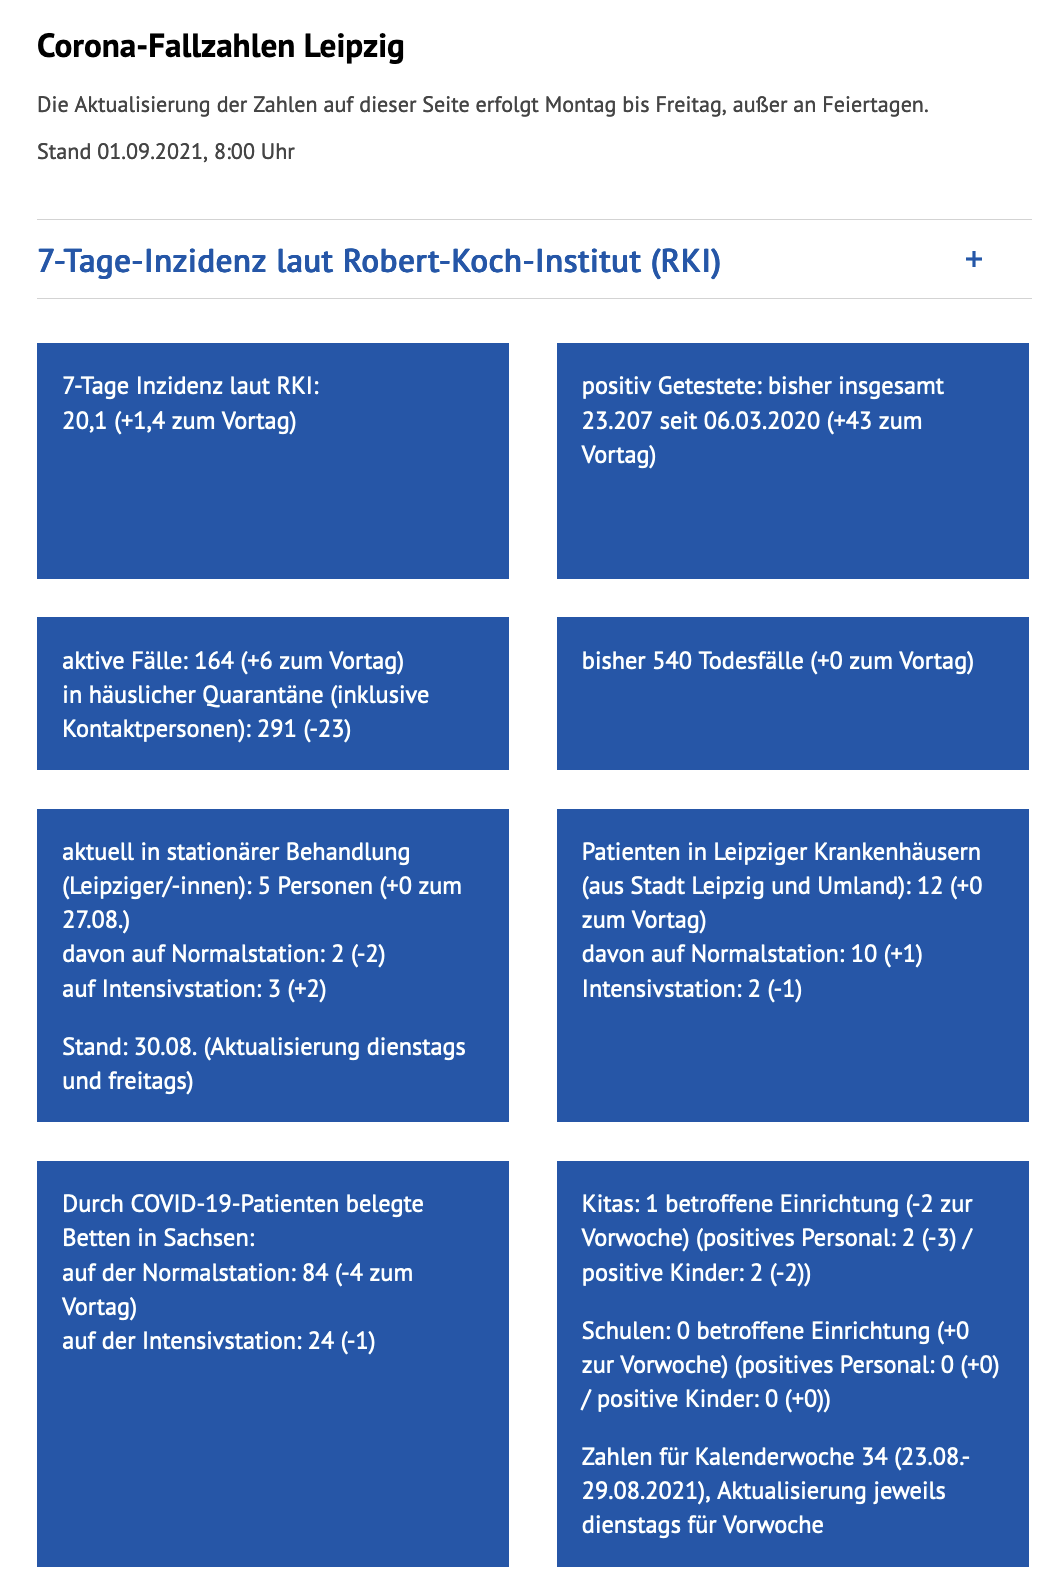 Corona-Fallzahlen Leipzig
Die Aktualisierung der Zahlen auf dieser Seite erfolgt Montag bis Freitag, außer an Feiertagen.
Stand 01.09.2021, 8:00 Uhr
7-Tage-Inzidenz laut Robert-Koch-Institut (RKI)
+
7-Tage Inzidenz laut RKI:
20,1 (+1,4 zum Vortag)
positiv Getestete: bisher insgesamt
23.207 seit 06.03.2020 (+43 zum
Vortag)
aktive Fälle: 164 (+6 zum Vortag)
in häuslicher Quarantäne (inklusive
Kontaktpersonen): 291 (-23)
bisher 540 Todesfälle (+0 zum Vortag)
aktuell in stationärer Behandlung
(Leipziger/-innen): 5 Personen (+0 zum
27.08.)
davon auf Normalstation: 2 (-2)
auf Intensivstation: 3 (+2)
Stand: 30.08. (Aktualisierung dienstags
und freitags)
Patienten in Leipziger Krankenhäusern
(aus Stadt Leipzig und Umland): 12 (+0
zum Vortag)
davon auf Normalstation: 10 (+1)
Intensivstation: 2 (-1)
Durch COVID-19-Patienten belegte
Betten in Sachsen:
auf der Normalstation: 84 (-4 zum
Vortag)
auf der Intensivstation: 24 (-1)
Kitas: 1 betroffene Einrichtung (-2 zur
Vorwoche) (positives Personal: 2 (-3) /
positive Kinder: 2 (-2))
Schulen: 0 betroffene Einrichtung (+0
zur Vorwoche) (positives Personal: 0 (+0)
/ positive Kinder: 0 (+0))
Zahlen für Kalenderwoche 34 (23.08.-
29.08.2021), Aktualisierung jeweils
dienstags für Vorwoche